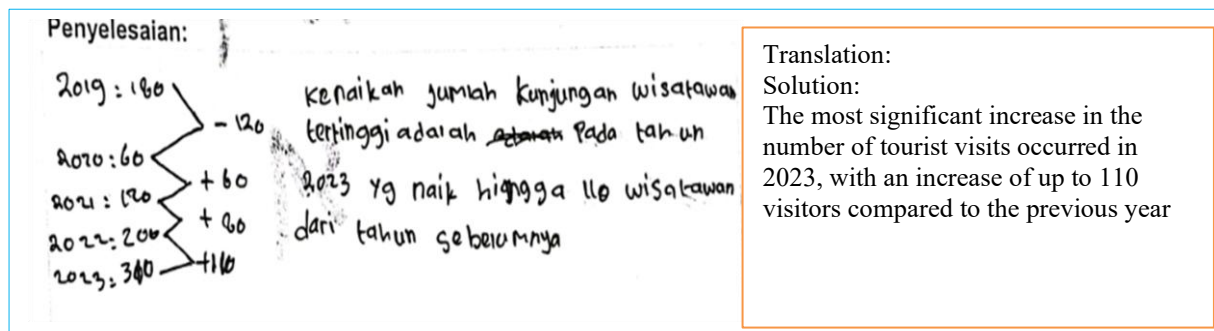 Penyelesaian:
2019 : 180
- 120
2020 : 60
+ 60
2021 : 120
+ 80
2022 : 200
+110
2023 : 310
Kenaikan jumlah kunjungan wisatawan
tertinggi adalah Pada tahun
2023 yg naik hingga 110 wisatawan
dari tahun sebelumnya
Translation:
Solution:
The most significant increase in the
number of tourist visits occurred in
2023, with an increase of up to 110
visitors compared to the previous year